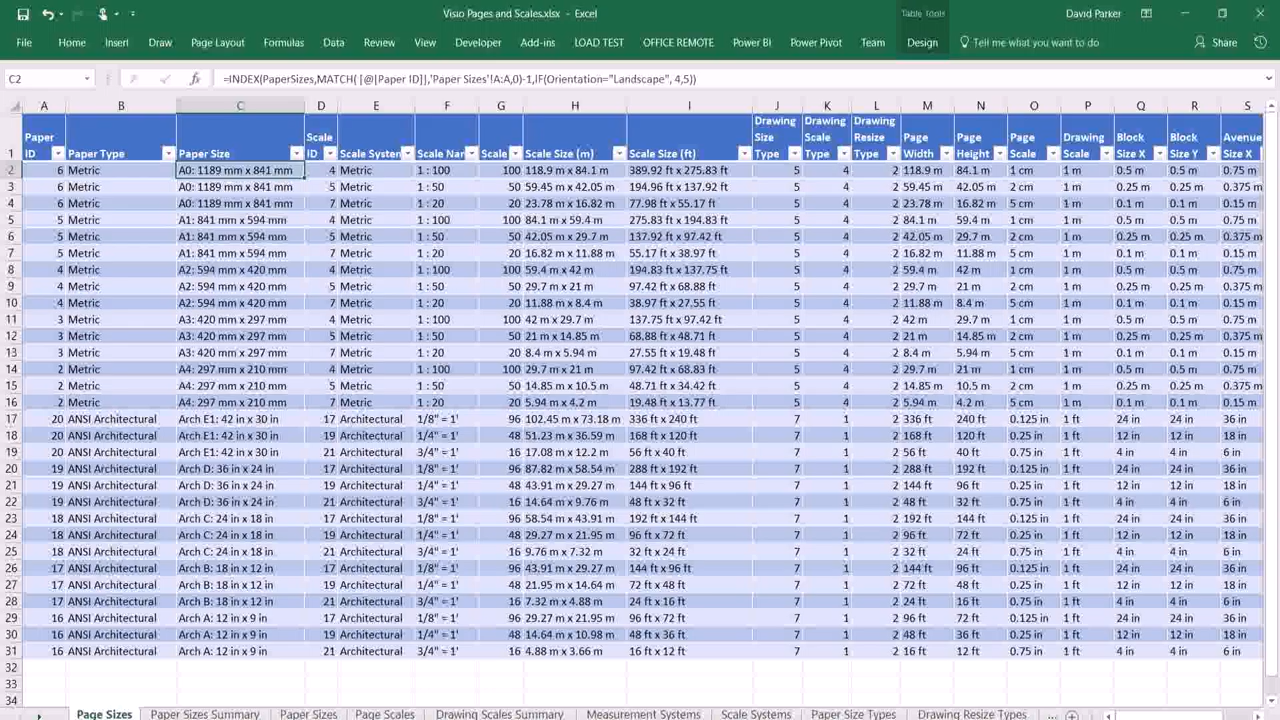 Visio Pages and Scales.xlsx - Excel
Table Tools
David Parker
File Home Insert Draw Page Layout Formulas Data Review View Developer Add-ins LOAD TEST OFFICE REMOTE Power BI Power Pivot Team Design Tell me what you want to do Share
C2 fx =INDEX(PaperSizes,MATCH( [@[Paper ID]],'Paper Sizes'!A:A,0)-1,IF(Orientation="Landscape", 4,5))
A B C D E F G H I J K L M N O P Q R S
1 Paper ID Paper Type Paper Size Scale ID Scale System Scale Nar Scale Scale Size (m) Scale Size (ft) Drawing Size Type Drawing Scale Type Drawing Resize Type Page Width Page Height Page Scale Drawing Scale Block Size X Block Size Y Avenue Size X
2 6 Metric A0: 1189 mm x 841 mm 4 Metric 1 : 100 100 118.9 m x 84.1 m 389.92 ft x 275.83 ft 5 4 2 118.9 m 84.1 m 1 cm 1 m 0.5 m 0.5 m 0.75 m
3 6 Metric A0: 1189 mm x 841 mm 5 Metric 1 : 50 50 59.45 m x 42.05 m 194.96 ft x 137.92 ft 5 4 2 59.45 m 42.05 m 2 cm 1 m 0.25 m 0.25 m 0.375 m
4 6 Metric A0: 1189 mm x 841 mm 7 Metric 1 : 20 20 23.78 m x 16.82 m 77.98 ft x 55.17 ft 5 4 2 23.78 m 16.82 m 5 cm 1 m 0.1 m 0.1 m 0.15 m
5 5 Metric A1: 841 mm x 594 mm 4 Metric 1 : 100 100 84.1 m x 59.4 m 275.83 ft x 194.83 ft 5 4 2 84.1 m 59.4 m 1 cm 1 m 0.5 m 0.5 m 0.75 m
6 5 Metric A1: 841 mm x 594 mm 5 Metric 1 : 50 50 42.05 m x 29.7 m 137.92 ft x 97.42 ft 5 4 2 42.05 m 29.7 m 2 cm 1 m 0.25 m 0.25 m 0.375 m
7 5 Metric A1: 841 mm x 594 mm 7 Metric 1 : 20 20 16.82 m x 11.88 m 55.17 ft x 38.97 ft 5 4 2 16.82 m 11.88 m 5 cm 1 m 0.1 m 0.1 m 0.15 m
8 4 Metric A2: 594 mm x 420 mm 4 Metric 1 : 100 100 59.4 m x 42 m 194.83 ft x 137.75 ft 5 4 2 59.4 m 42 m 1 cm 1 m 0.5 m 0.5 m 0.75 m
9 4 Metric A2: 594 mm x 420 mm 5 Metric 1 : 50 50 29.7 m x 21 m 97.42 ft x 68.88 ft 5 4 2 29.7 m 21 m 2 cm 1 m 0.25 m 0.25 m 0.375 m
10 4 Metric A2: 594 mm x 420 mm 7 Metric 1 : 20 20 11.88 m x 8.4 m 38.97 ft x 27.55 ft 5 4 2 11.88 m 8.4 m 5 cm 1 m 0.1 m 0.1 m 0.15 m
11 3 Metric A3: 420 mm x 297 mm 4 Metric 1 : 100 100 42 m x 29.7 m 137.75 ft x 97.42 ft 5 4 2 42 m 29.7 m 1 cm 1 m 0.5 m 0.5 m 0.75 m
12 3 Metric A3: 420 mm x 297 mm 5 Metric 1 : 50 50 21 m x 14.85 m 68.88 ft x 48.71 ft 5 4 2 21 m 14.85 m 2 cm 1 m 0.25 m 0.25 m 0.375 m
13 3 Metric A3: 420 mm x 297 mm 7 Metric 1 : 20 20 8.4 m x 5.94 m 27.55 ft x 19.48 ft 5 4 2 8.4 m 5.94 m 5 cm 1 m 0.1 m 0.1 m 0.15 m
14 2 Metric A4: 297 mm x 210 mm 4 Metric 1 : 100 100 29.7 m x 21 m 97.42 ft x 68.83 ft 5 4 2 29.7 m 21 m 1 cm 1 m 0.5 m 0.5 m 0.75 m
15 2 Metric A4: 297 mm x 210 mm 5 Metric 1 : 50 50 14.85 m x 10.5 m 48.71 ft x 34.42 ft 5 4 2 14.85 m 10.5 m 2 cm 1 m 0.25 m 0.25 m 0.375 m
16 2 Metric A4: 297 mm x 210 mm 7 Metric 1 : 20 20 5.94 m x 4.2 m 19.48 ft x 13.77 ft 5 4 2 5.94 m 4.2 m 5 cm 1 m 0.1 m 0.1 m 0.15 m
17 20 ANSI Architectural Arch E1: 42 in x 30 in 17 Architectural 1/8" = 1' 96 102.45 m x 73.18 m 336 ft x 240 ft 7 1 2 336 ft 240 ft 0.125 in 1 ft 24 in 24 in 36 in
18 20 ANSI Architectural Arch E1: 42 in x 30 in 19 Architectural 1/4" = 1' 48 51.23 m x 36.59 m 168 ft x 120 ft 7 1 2 168 ft 120 ft 0.25 in 1 ft 12 in 12 in 18 in
19 20 ANSI Architectural Arch E1: 42 in x 30 in 21 Architectural 3/4" = 1' 16 17.08 m x 12.2 m 56 ft x 40 ft 7 1 2 56 ft 40 ft 0.75 in 1 ft 4 in 4 in 6 in
20 19 ANSI Architectural Arch D: 36 in x 24 in 17 Architectural 1/8" = 1' 96 87.82 m x 58.54 m 288 ft x 192 ft 7 1 2 288 ft 192 ft 0.125 in 1 ft 24 in 24 in 36 in
21 19 ANSI Architectural Arch D: 36 in x 24 in 19 Architectural 1/4" = 1' 48 43.91 m x 29.27 m 144 ft x 96 ft 7 1 2 144 ft 96 ft 0.25 in 1 ft 12 in 12 in 18 in
22 19 ANSI Architectural Arch D: 36 in x 24 in 21 Architectural 3/4" = 1' 16 14.64 m x 9.76 m 48 ft x 32 ft 7 1 2 48 ft 32 ft 0.75 in 1 ft 4 in 4 in 6 in
23 18 ANSI Architectural Arch C: 24 in x 18 in 17 Architectural 1/8" = 1' 96 58.54 m x 43.91 m 192 ft x 144 ft 7 1 2 192 ft 144 ft 0.125 in 1 ft 24 in 24 in 36 in
24 18 ANSI Architectural Arch C: 24 in x 18 in 19 Architectural 1/4" = 1' 48 29.27 m x 21.95 m 96 ft x 72 ft 7 1 2 96 ft 72 ft 0.25 in 1 ft 12 in 12 in 18 in
25 18 ANSI Architectural Arch C: 24 in x 18 in 21 Architectural 3/4" = 1' 16 9.76 m x 7.32 m 32 ft x 24 ft 7 1 2 32 ft 24 ft 0.75 in 1 ft 4 in 4 in 6 in
26 17 ANSI Architectural Arch B: 18 in x 12 in 17 Architectural 1/8" = 1' 96 43.91 m x 29.27 m 144 ft x 96 ft 7 1 2 144 ft 96 ft 0.125 in 1 ft 24 in 24 in 36 in
27 17 ANSI Architectural Arch B: 18 in x 12 in 19 Architectural 1/4" = 1' 48 21.95 m x 14.64 m 72 ft x 48 ft 7 1 2 72 ft 48 ft 0.25 in 1 ft 12 in 12 in 18 in
28 17 ANSI Architectural Arch B: 18 in x 12 in 21 Architectural 3/4" = 1' 16 7.32 m x 4.88 m 24 ft x 16 ft 7 1 2 24 ft 16 ft 0.75 in 1 ft 4 in 4 in 6 in
29 16 ANSI Architectural Arch A: 12 in x 9 in 17 Architectural 1/8" = 1' 96 29.27 m x 21.95 m 96 ft x 72 ft 7 1 2 96 ft 72 ft 0.125 in 1 ft 24 in 24 in 36 in
30 16 ANSI Architectural Arch A: 12 in x 9 in 19 Architectural 1/4" = 1' 48 14.64 m x 10.98 m 48 ft x 36 ft 7 1 2 48 ft 36 ft 0.25 in 1 ft 12 in 12 in 18 in
31 16 ANSI Architectural Arch A: 12 in x 9 in 21 Architectural 3/4" = 1' 16 4.88 m x 3.66 m 16 ft x 12 ft 7 1 2 16 ft 12 ft 0.75 in 1 ft 4 in 4 in 6 in
32
33
34
Page Sizes Paper Sizes Summary Paper Sizes Page Scales Drawing Scales Summary Measurement Systems Scale Systems Paper Size Types Drawing Resize Types ...